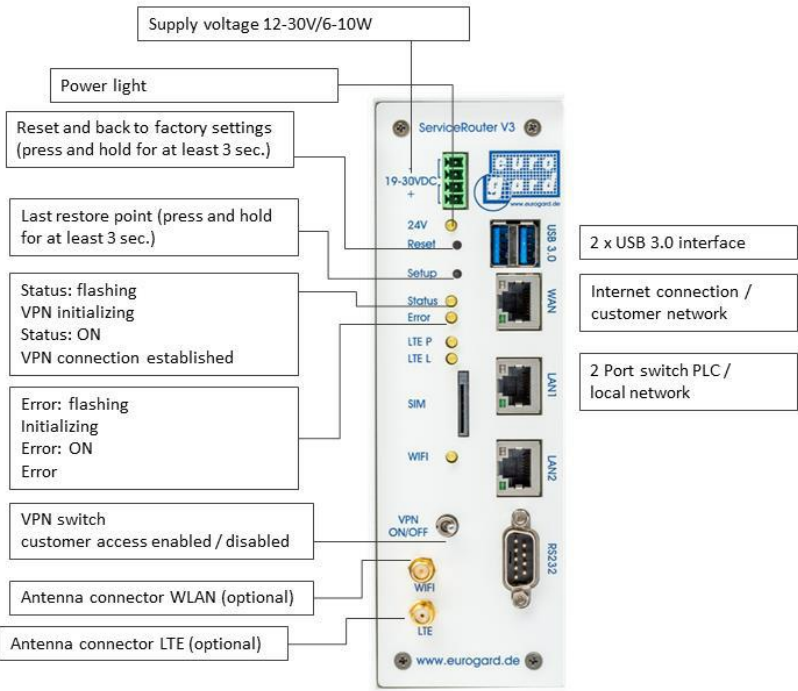 Supply voltage 12-30V/6-10W
Power light
Reset and back to factory settings
(press and hold for at least 3 sec.)
Last restore point (press and hold
for at least 3 sec.)
Status: flashing
VPN initializing
Status: ON
VPN connection established
Error: flashing
Initializing
Error: ON
Error
VPN switch
customer access enabled / disabled
Antenna connector WLAN (optional)
Antenna connector LTE (optional)
ServiceRouter V3
-
19-30VDC
+
euro
gard
www.eurogard.de
24V
Reset
Setup
Status
Error
LTE P
LTE L
SIM
WIFI
VPN
ON/OFF
WIFI
LTE
USB 3.0
WAN
LAN1
LAN2
RS232
www.eurogard.de
2 x USB 3.0 interface
Internet connection /
customer network
2 Port switch PLC /
local network